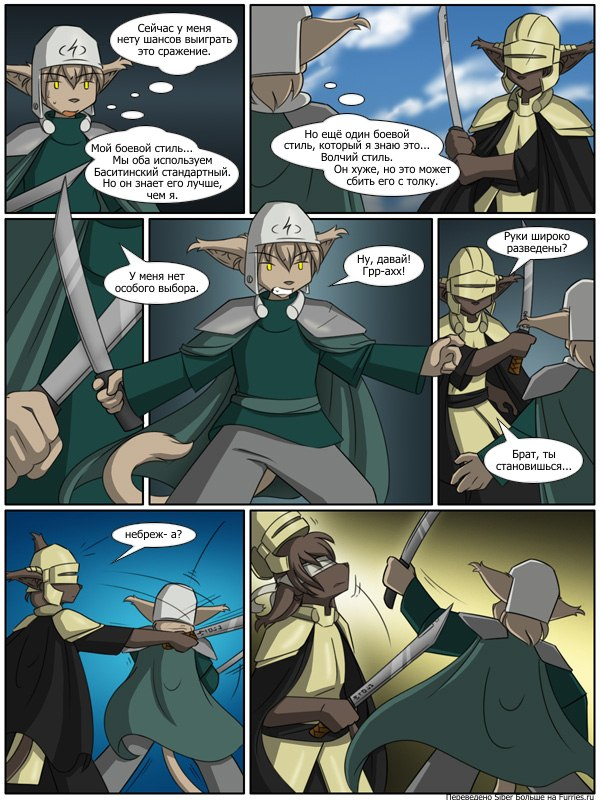 Сейчас у меня
нету шансов выиграть
это сражение.
Мой боевой стиль...
Мы оба используем
Баситинский стандартный.
Но он знает его лучше,
чем я.
Но ещё один боевой
стиль, который я знаю это...
Волчий стиль.
Он хуже, но это может
сбить его с толку.
У меня нет
особого выбора.
Ну, давай!
Грр-ахх!
Руки широко
разведены?
Брат, ты
становишься...
небреж- а?
Переведено Siber Больше на Furries.ru